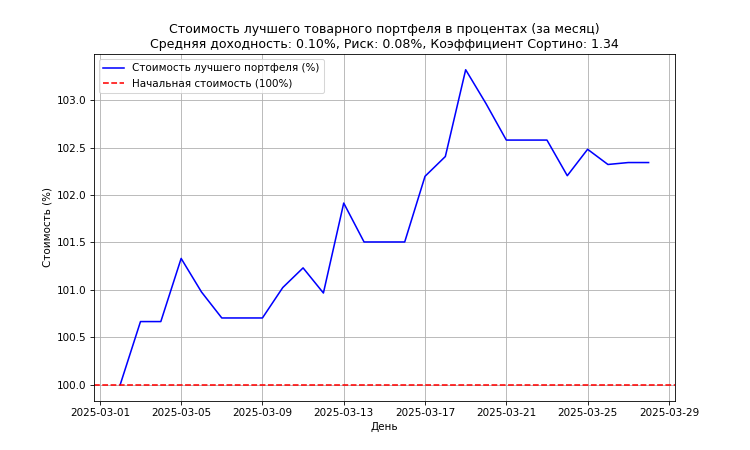 Стоимость лучшего товарного портфеля в процентах (за месяц)
Средняя доходность: 0.10%, Риск: 0.08%, Коэффициент Сортино: 1.34
Стоимость лучшего портфеля (%)
Начальная стоимость (100%)
Стоимость (%)
103.0
102.5
102.0
101.5
101.0
100.5
100.0
2025-03-01 2025-03-05 2025-03-09 2025-03-13 2025-03-17 2025-03-21 2025-03-25 2025-03-29
День